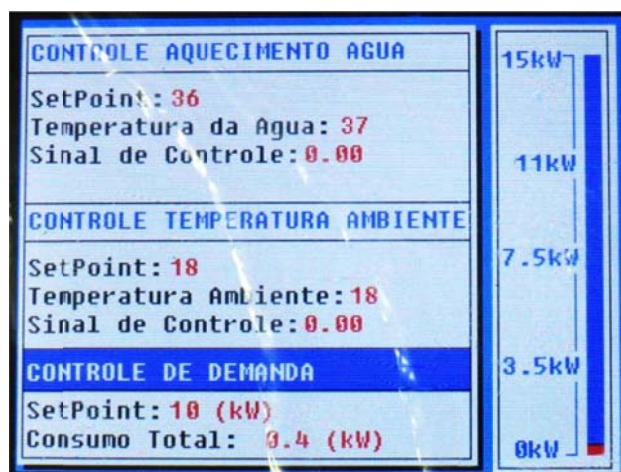 CONTROLE AQUECIMENTO AGUA
SetPoint: 36
Temperatura da Agua: 37
Sinal de Controle: 0.00
CONTROLE TEMPERATURA AMBIENTE
SetPoint: 18
Temperatura Ambiente: 18
Sinal de Controle: 0.00
CONTROLE DE DEMANDA
SetPoint: 10 (kW)
Consumo Total: 0.4 (kW)
15kW
11kW
7.5kW
3.5kW
0kW